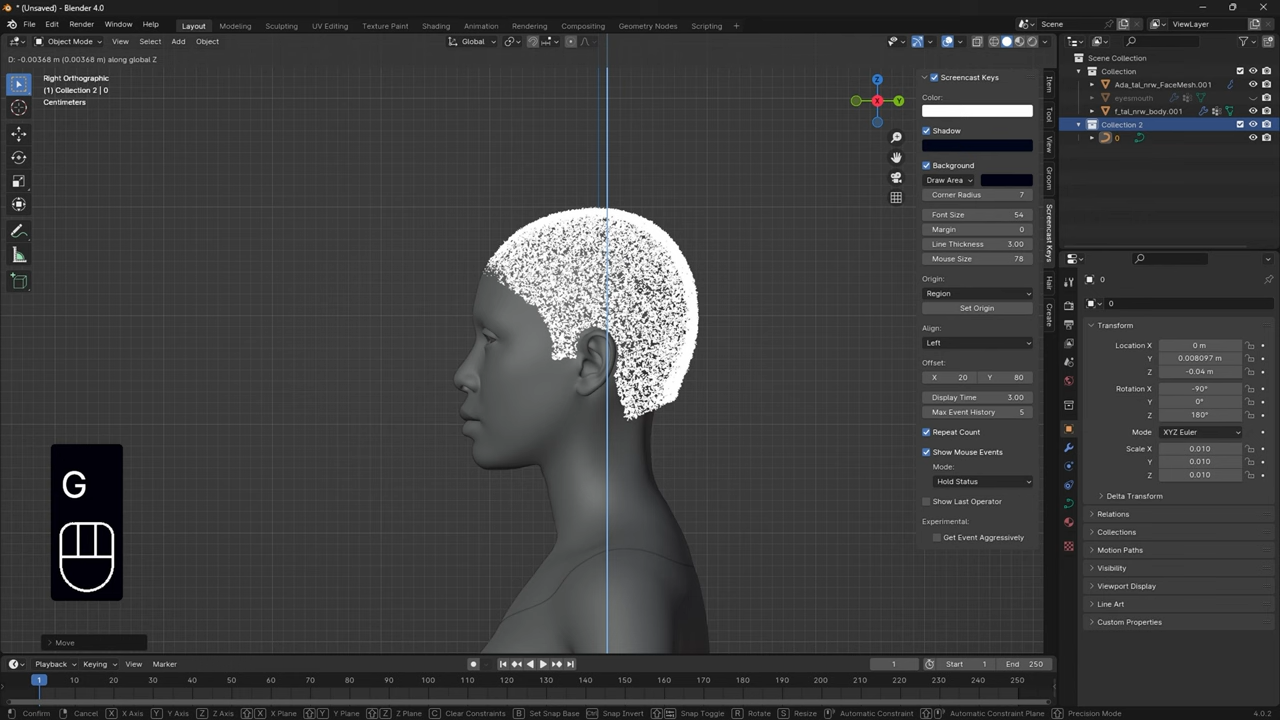 * (Unsaved) - Blender 4.0
File Edit Render Window Help
Layout Modeling Sculpting UV Editing Texture Paint Shading Animation Rendering Compositing Geometry Nodes Scripting +
Scene ViewLayer
Object Mode View Select Add Object Global
D: -0.00368 m (0.00368 m) along global Z
Right Orthographic
(1) Collection 2 | 0
Centimeters
Z
X
Y
Screencast Keys
Color:
Shadow
Background
Draw Area
Corner Radius 7
Font Size 54
Margin 0
Line Thickness 3.00
Mouse Size 78
Origin:
Region
Set Origin
Align:
Left
Offset:
X 20 Y 80
Display Time 3.00
Max Event History 5
Repeat Count
Show Mouse Events
Mode:
Hold Status
Show Last Operator
Experimental:
Get Event Aggressively
Item
Tool
View
Groom
Screencast Keys
Hair
Create
Scene Collection
Collection
Ada_tal_nrw_FaceMesh.001
eyesmouth
f_tal_nrw_body.001
Collection 2
0
0
0
Transform
Location X 0 m
Y 0.008097 m
Z -0.04 m
Rotation X -90°
Y 0°
Z 180°
Mode XYZ Euler
Scale X 0.010
Y 0.010
Z 0.010
Delta Transform
Relations
Collections
Motion Paths
Visibility
Viewport Display
Line Art
Custom Properties
G
Move
Playback Keying View Marker 1 Start 1 End 250
1 10 20 30 40 50 60 70 80 90 100 110 120 130 140 150 160 170 180 190 200 210 220 230 240 250
Confirm Cancel X X Axis Y Y Axis Z Z Axis X X Plane Y Y Plane Z Z Plane C Clear Constraints B Set Snap Base Ctrl Snap Invert Snap Toggle R Rotate S Resize Automatic Constraint Automatic Constraint Plane Precision Mode 4.0.2